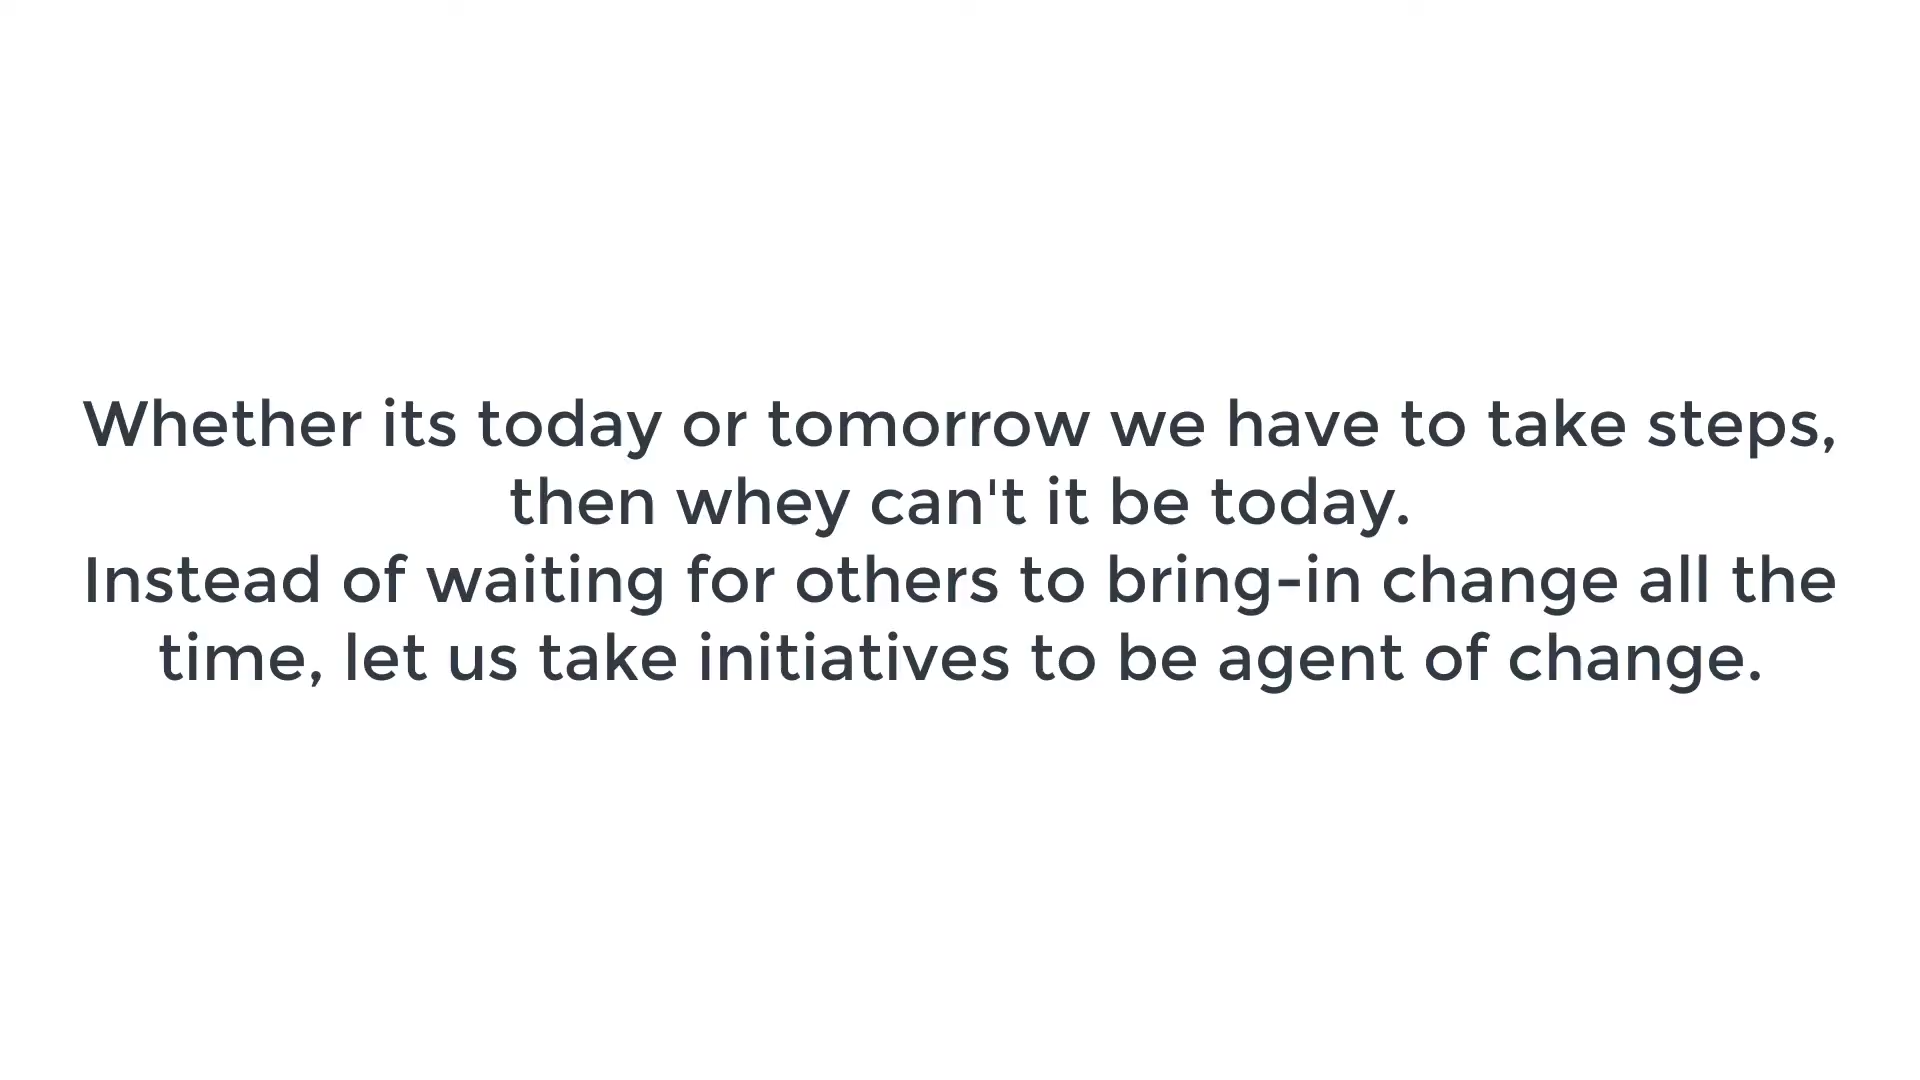 Whether its today or tomorrow we have to take steps,
then whey can't it be today.
Instead of waiting for others to bring-in change all the
time, let us take initiatives to be agent of change.